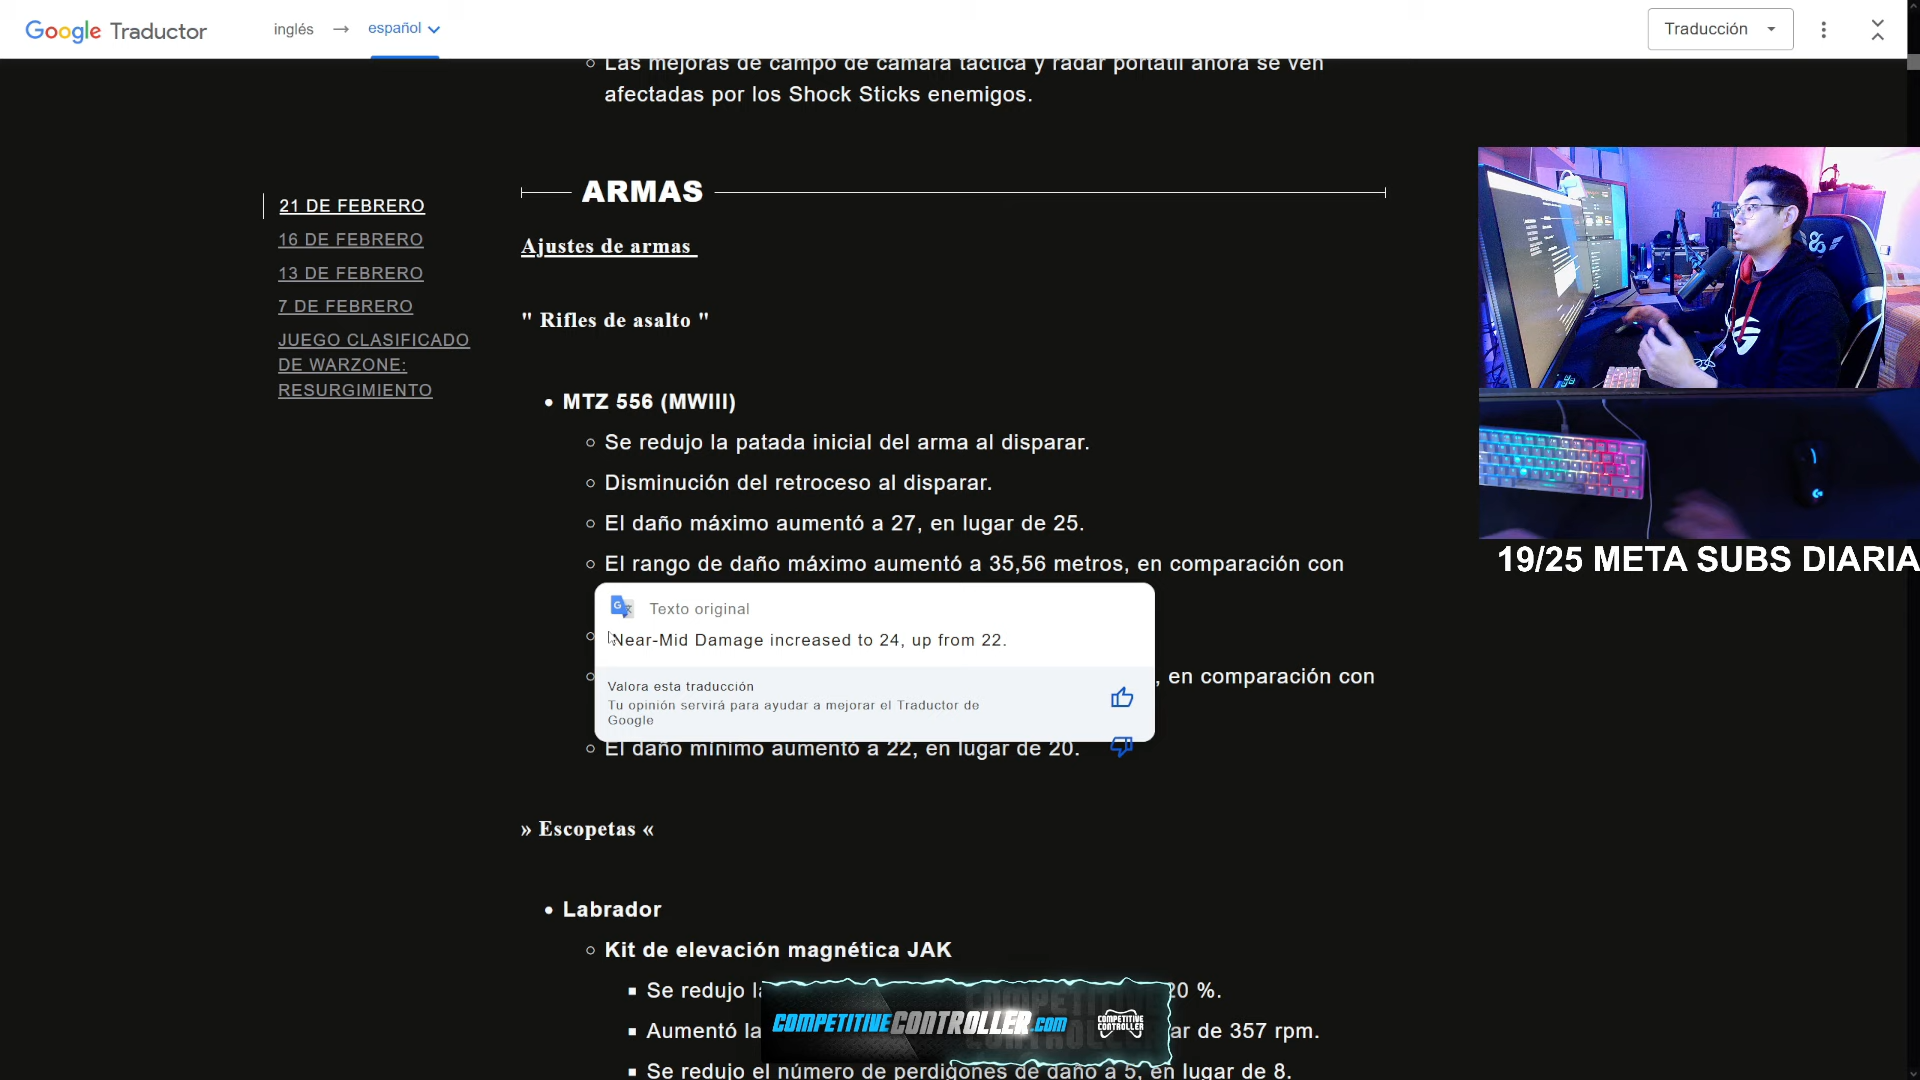 Google Traductor
inglés → español
Traducción
Las mejoras de campo de cámara táctica y radar portátil ahora se ven
afectadas por los Shock Sticks enemigos.
ARMAS
21 DE FEBRERO
16 DE FEBRERO
13 DE FEBRERO
7 DE FEBRERO
JUEGO CLASIFICADO
DE WARZONE:
RESURGIMIENTO
Ajustes de armas
" Rifles de asalto "
MTZ 556 (MWIII)
Se redujo la patada inicial del arma al disparar.
Disminución del retroceso al disparar.
El daño máximo aumentó a 27, en lugar de 25.
El rango de daño máximo aumentó a 35,56 metros, en comparación con
Texto original
Near-Mid Damage increased to 24, up from 22.
, en comparación con
Valora esta traducción
Tu opinión servirá para ayudar a mejorar el Traductor de
Google
El daño mínimo aumentó a 22, en lugar de 20.
» Escopetas «
Labrador
Kit de elevación magnética JAK
Se redujo 20 %.
Aumentó la ar de 357 rpm.
Se redujo el número de perdigones de daño a 5, en lugar de 8.
COMPETITIVECONTROLLER.COM
COMPETITIVE
CONTROLLER
19/25 META SUBS DIARIA